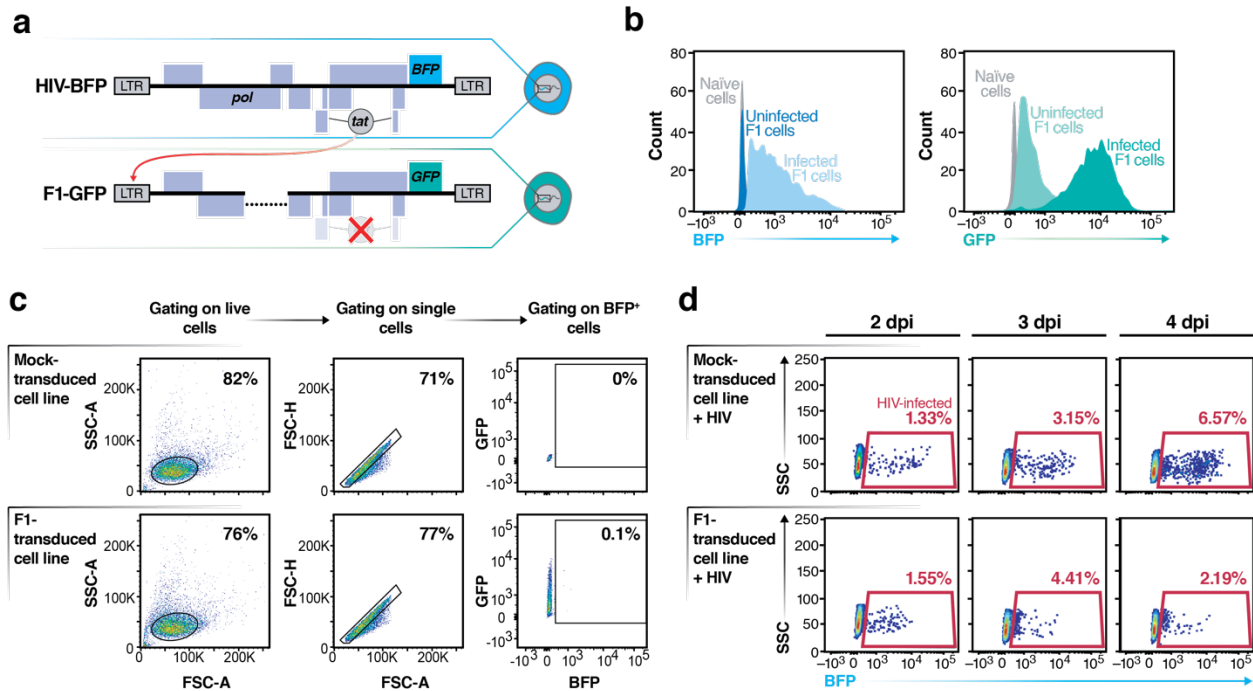 a
HIV-BFP
LTR
pol
tat
BFP
LTR
F1-GFP
LTR
GFP
LTR
b
80
60
40
20
0
Count
Naïve
cells
Uninfected
F1 cells
Infected
F1 cells
−10³ 0 10³ 10⁴ 10⁵
BFP
80
60
40
20
0
Count
Naïve
cells
Uninfected
F1 cells
Infected
F1 cells
−10³ 0 10³ 10⁴ 10⁵
GFP
c
Gating on live
cells
Gating on single
cells
Gating on BFP⁺
cells
Mock-
transduced
cell line
SSC-A
200K
100K
0
82%
FSC-H
200K
100K
0
71%
GFP
10⁵
10⁴
10³
0
-10³
0%
F1-
transduced
cell line
SSC-A
200K
100K
0
76%
0 100K 200K
FSC-A
FSC-H
200K
100K
0
77%
0 100K 200K
FSC-A
GFP
10⁵
10⁴
10³
0
-10³
0.1%
−10³ 0 10³ 10⁴ 10⁵
BFP
d
2 dpi
3 dpi
4 dpi
Mock-
transduced
cell line
+ HIV
SSC
250
200
150
100
50
0
HIV-infected
1.33%
3.15%
6.57%
F1-
transduced
cell line
+ HIV
SSC
250
200
150
100
50
0
1.55%
4.41%
2.19%
−10³ 0 10³ 10⁴ 10⁵
−10³ 0 10³ 10⁴ 10⁵
−10³ 0 10³ 10⁴ 10⁵
BFP